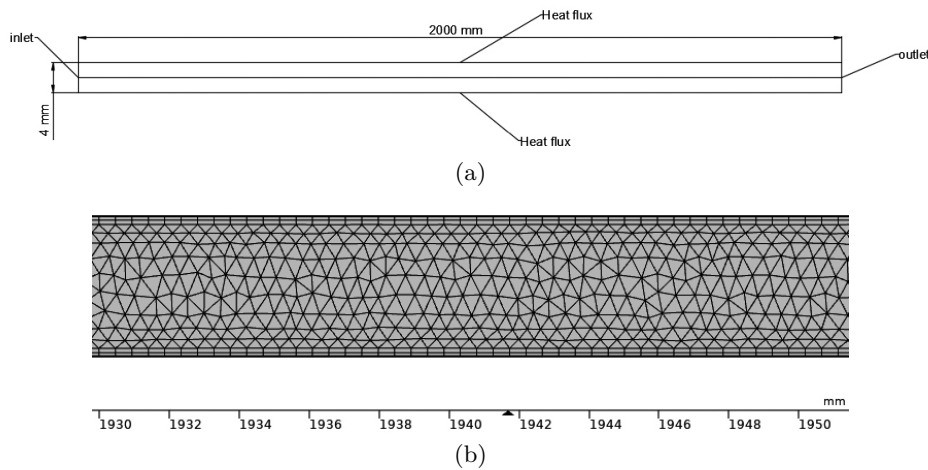 Heat flux
2000 mm
inlet
outlet
4 mm
Heat flux
(a)
mm
1930 1932 1934 1936 1938 1940 1942 1944 1946 1948 1950
(b)